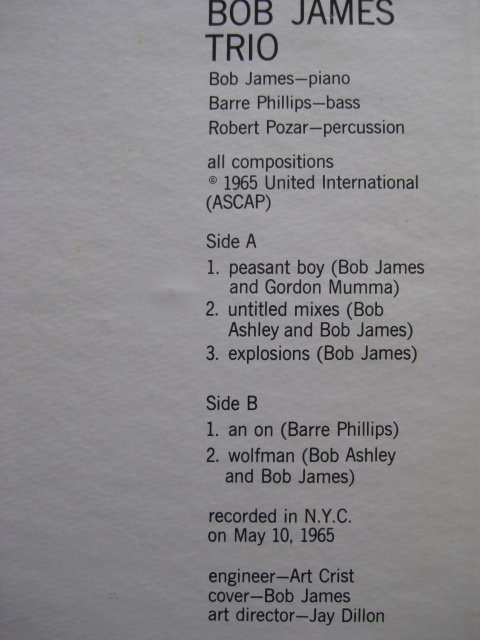 BOB JAMES
TRIO
Bob James—piano
Barre Phillips—bass
Robert Pozar—percussion
all compositions
© 1965 United International
(ASCAP)
Side A
1. peasant boy (Bob James
and Gordon Mumma)
2. untitled mixes (Bob
Ashley and Bob James)
3. explosions (Bob James)
Side B
1. an on (Barre Phillips)
2. wolfman (Bob Ashley
and Bob James)
recorded in N.Y.C.
on May 10, 1965
engineer—Art Crist
cover—Bob James
art director—Jay Dillon